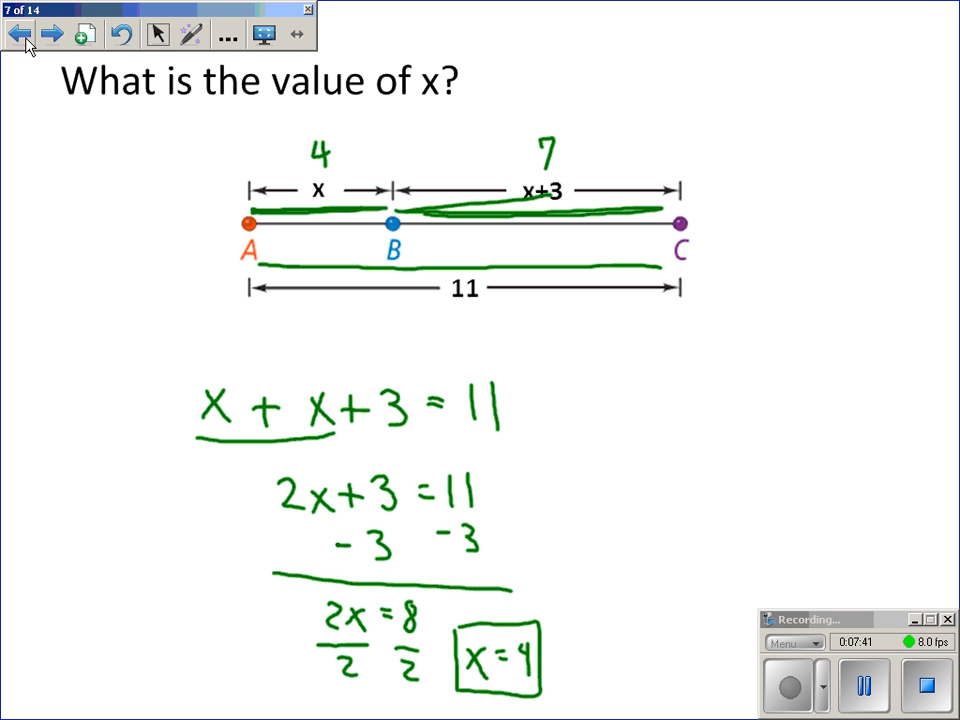 7 of 14
What is the value of x?
4 7
x x+3
A B C
11
x + x + 3 = 11
2x + 3 = 11
- 3 - 3
2x = 8
2 2
x = 4
Recording...
Menu 0:07:41 8.0 fps